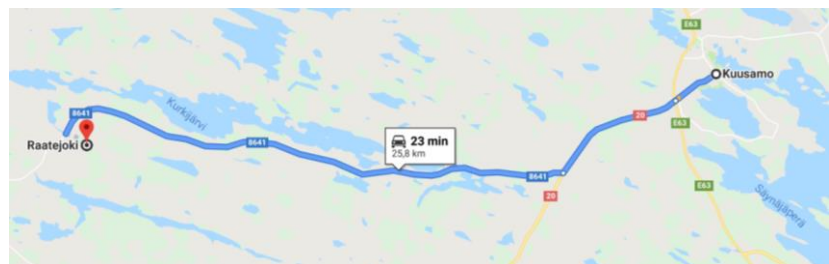 E63
Kuusamo
Kurkijärvi
8641
20
E63
Raatejoki
23 min
25,8 km
8641
8641
20
E63
Säynäjäperä